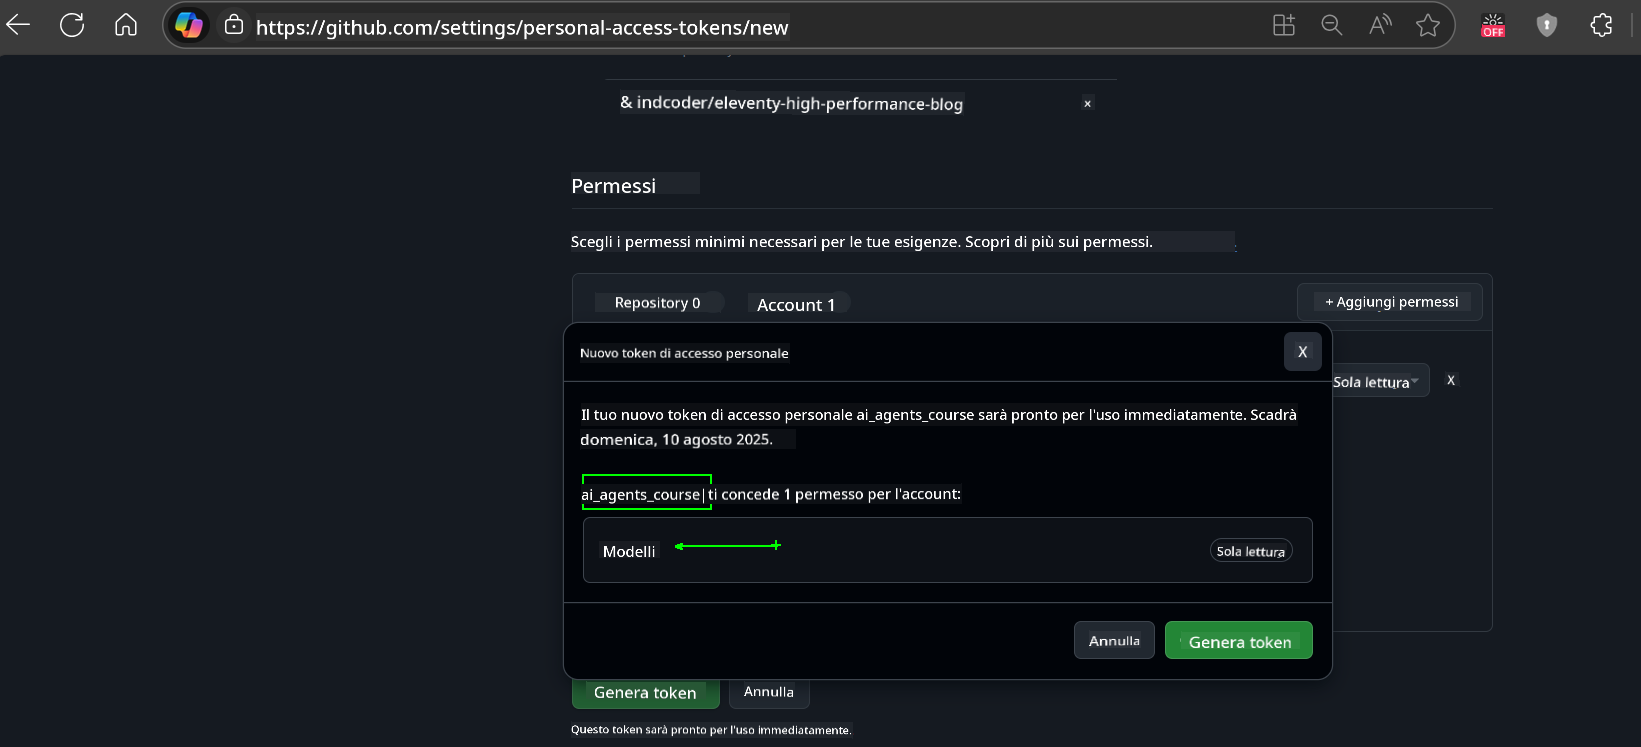 https://github.com/settings/personal-access-tokens/new
OFF
& indcoder/eleventy-high-performance-blog x
Permessi
Scegli i permessi minimi necessari per le tue esigenze. Scopri di più sui permessi.
Repository 0 Account 1 + Aggiungi permessi
Nuovo token di accesso personale X
Sola lettura X
Il tuo nuovo token di accesso personale ai_agents_course sarà pronto per l'uso immediatamente. Scadrà
domenica, 10 agosto 2025.
ai_agents_course ti concede 1 permesso per l'account:
Modelli Sola lettura
Annulla Genera token
Genera token Annulla
Questo token sarà pronto per l'uso immediatamente.